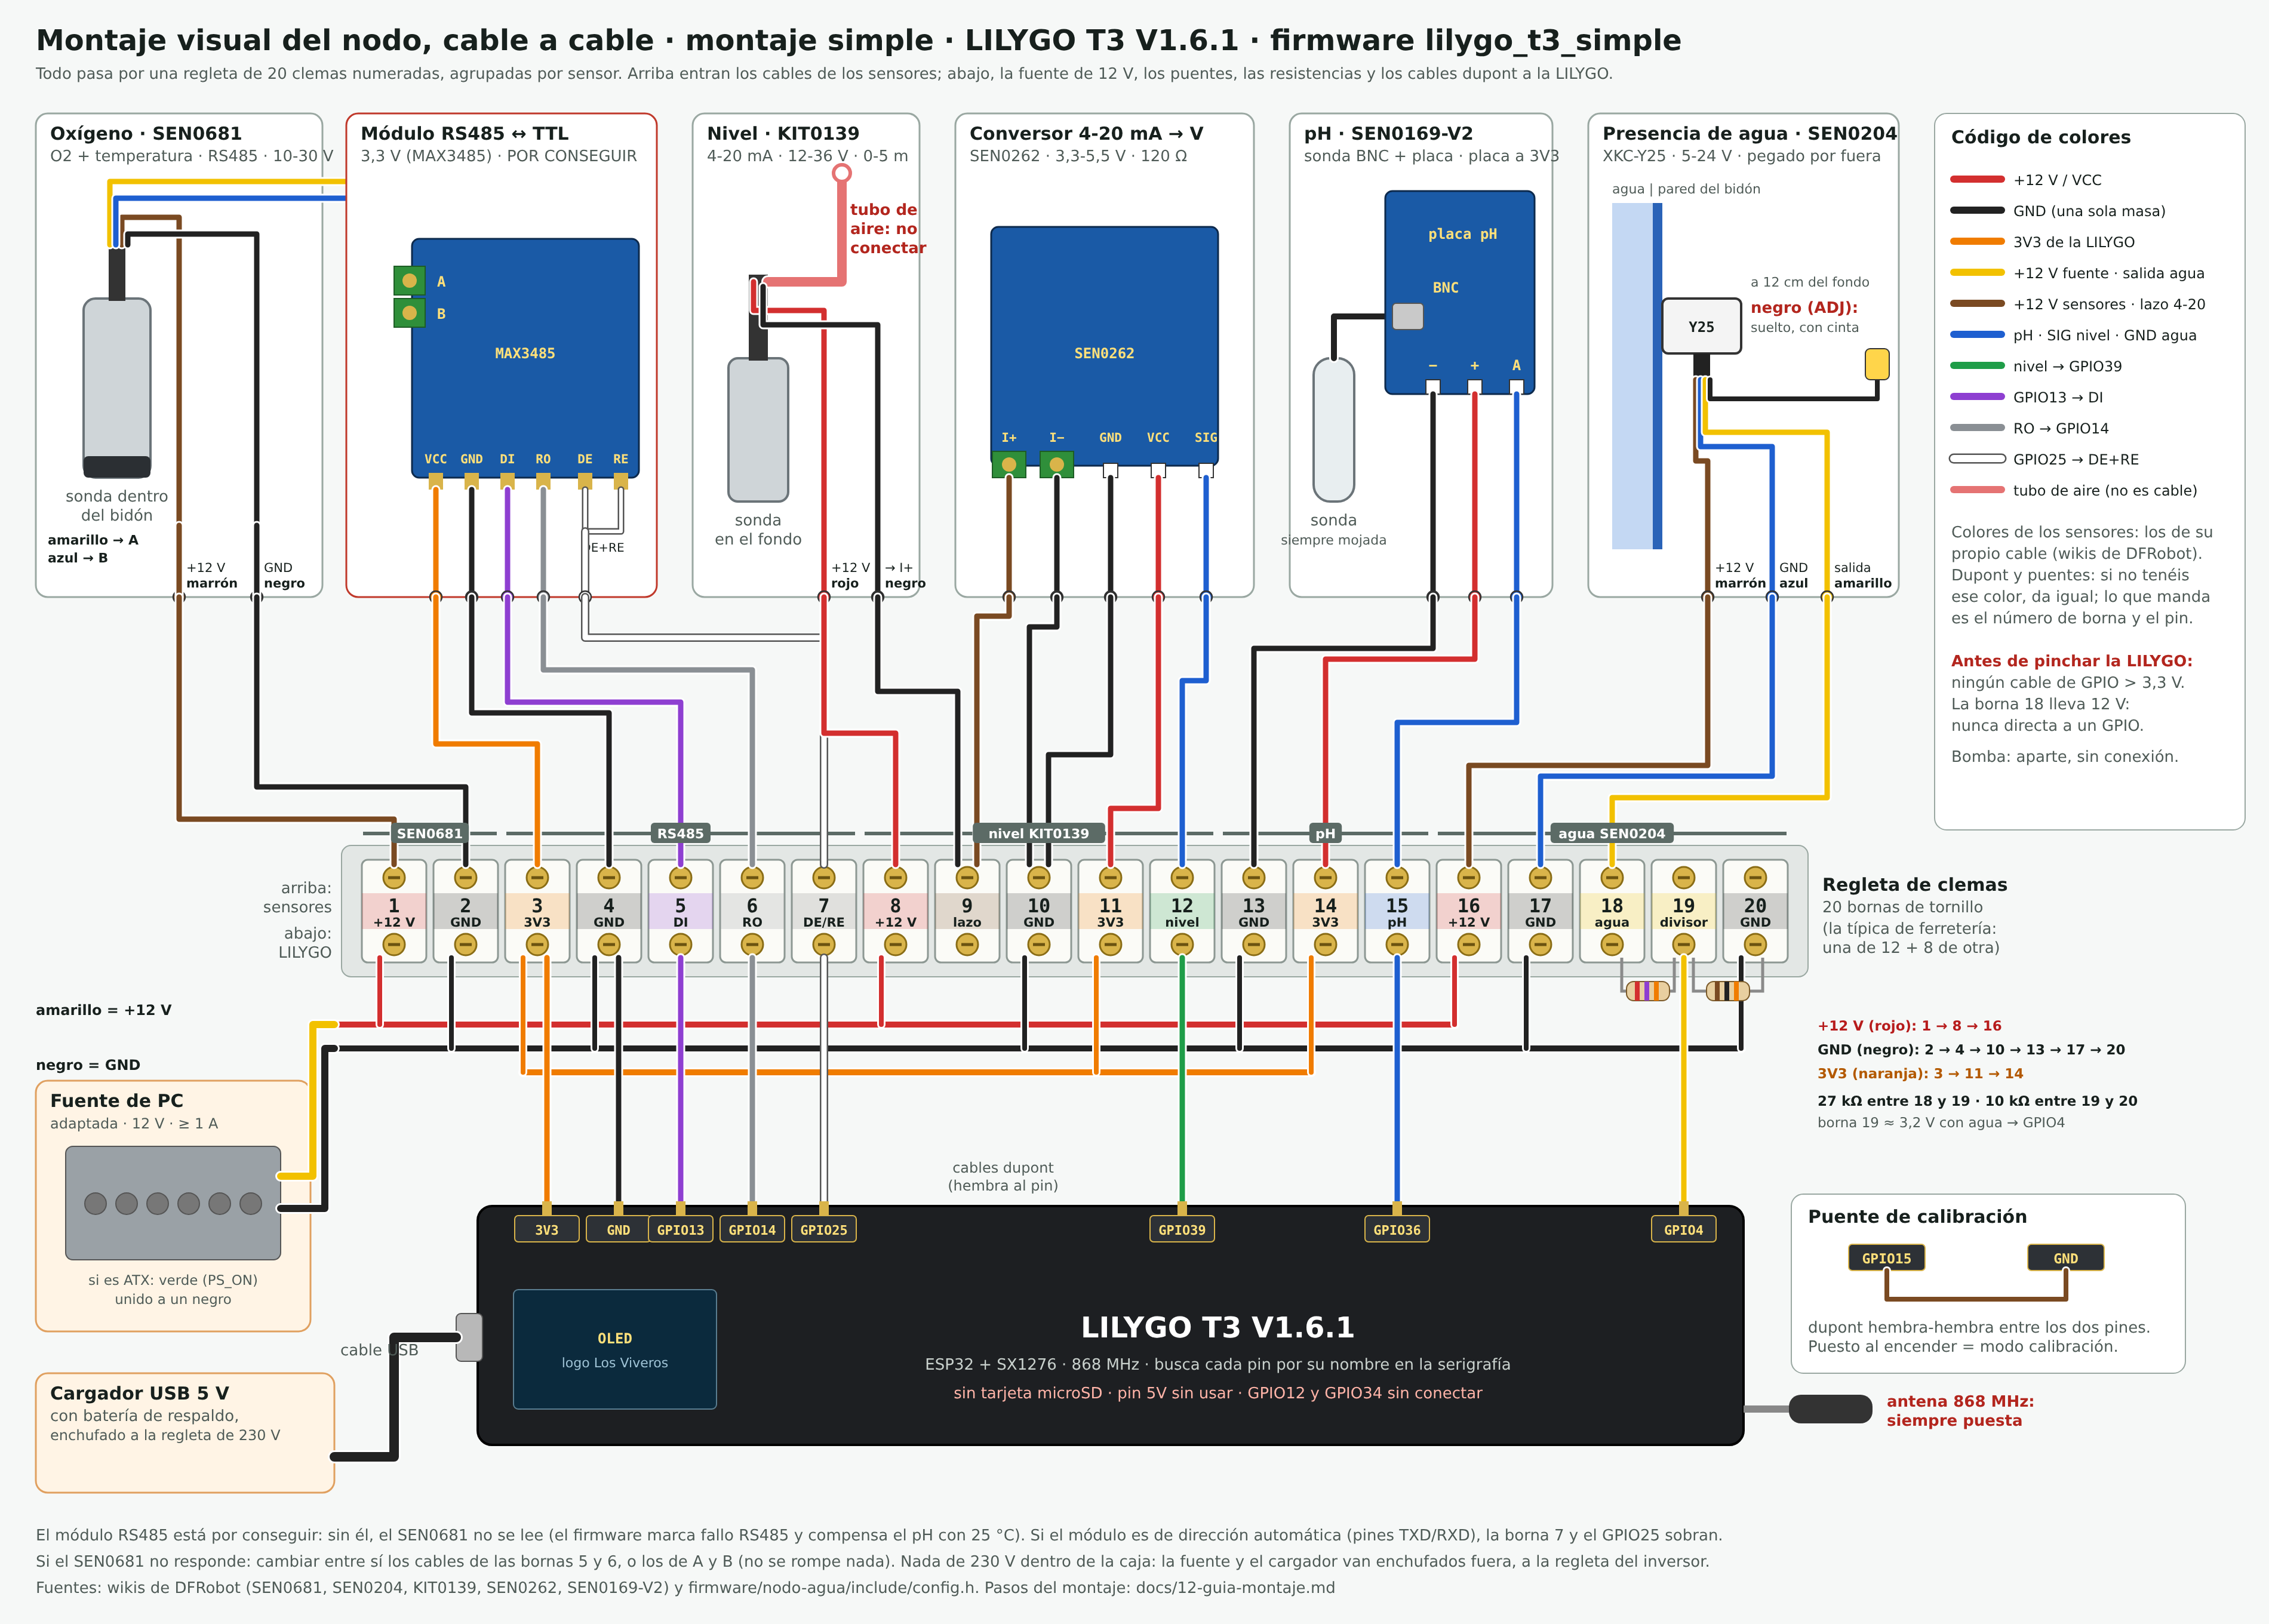 Montaje visual del nodo, cable a cable · montaje simple · LILYGO T3 V1.6.1 · firmware lilygo_t3_simple
Todo pasa por una regleta de 20 clemas numeradas, agrupadas por sensor. Arriba entran los cables de los sensores; abajo, la fuente de 12 V, los puentes, las resistencias y los cables dupont a la LILYGO.
Oxígeno · SEN0681
O2 + temperatura · RS485 · 10-30 V
sonda dentro
del bidón
amarillo → A
azul → B
+12 V
marrón
GND
negro
Módulo RS485 ↔ TTL
3,3 V (MAX3485) · POR CONSEGUIR
A
B
MAX3485
VCC GND DI RO DE RE
DE+RE
Nivel · KIT0139
4-20 mA · 12-36 V · 0-5 m
tubo de
aire: no
conectar
sonda
en el fondo
+12 V
rojo
→ I+
negro
Conversor 4-20 mA → V
SEN0262 · 3,3-5,5 V · 120 Ω
SEN0262
I+ I− GND VCC SIG
pH · SEN0169-V2
sonda BNC + placa · placa a 3V3
placa pH
BNC
− + A
sonda
siempre mojada
Presencia de agua · SEN0204
XKC-Y25 · 5-24 V · pegado por fuera
agua | pared del bidón
a 12 cm del fondo
negro (ADJ):
suelto, con cinta
Y25
+12 V
marrón
GND
azul
salida
amarillo
Código de colores
+12 V / VCC
GND (una sola masa)
3V3 de la LILYGO
+12 V fuente · salida agua
+12 V sensores · lazo 4-20
pH · SIG nivel · GND agua
nivel → GPIO39
GPIO13 → DI
RO → GPIO14
GPIO25 → DE+RE
tubo de aire (no es cable)
Colores de los sensores: los de su
propio cable (wikis de DFRobot).
Dupont y puentes: si no tenéis
ese color, da igual; lo que manda
es el número de borna y el pin.
Antes de pinchar la LILYGO:
ningún cable de GPIO > 3,3 V.
La borna 18 lleva 12 V:
nunca directa a un GPIO.
Bomba: aparte, sin conexión.
SEN0681 RS485 nivel KIT0139 pH agua SEN0204
arriba:
sensores
abajo:
LILYGO
1 2 3 4 5 6 7 8 9 10 11 12 13 14 15 16 17 18 19 20
+12 V GND 3V3 GND DI RO DE/RE +12 V lazo GND 3V3 nivel GND 3V3 pH +12 V GND agua divisor GND
Regleta de clemas
20 bornas de tornillo
(la típica de ferretería:
una de 12 + 8 de otra)
amarillo = +12 V
negro = GND
+12 V (rojo): 1 → 8 → 16
GND (negro): 2 → 4 → 10 → 13 → 17 → 20
3V3 (naranja): 3 → 11 → 14
27 kΩ entre 18 y 19 · 10 kΩ entre 19 y 20
borna 19 ≈ 3,2 V con agua → GPIO4
Fuente de PC
adaptada · 12 V · ≥ 1 A
si es ATX: verde (PS_ON)
unido a un negro
cables dupont
(hembra al pin)
3V3 GND GPIO13 GPIO14 GPIO25 GPIO39 GPIO36 GPIO4
OLED
logo Los Viveros
LILYGO T3 V1.6.1
ESP32 + SX1276 · 868 MHz · busca cada pin por su nombre en la serigrafía
sin tarjeta microSD · pin 5V sin usar · GPIO12 y GPIO34 sin conectar
cable USB
Cargador USB 5 V
con batería de respaldo,
enchufado a la regleta de 230 V
Puente de calibración
GPIO15 GND
dupont hembra-hembra entre los dos pines.
Puesto al encender = modo calibración.
antena 868 MHz:
siempre puesta
El módulo RS485 está por conseguir: sin él, el SEN0681 no se lee (el firmware marca fallo RS485 y compensa el pH con 25 °C). Si el módulo es de dirección automática (pines TXD/RXD), la borna 7 y el GPIO25 sobran.
Si el SEN0681 no responde: cambiar entre sí los cables de las bornas 5 y 6, o los de A y B (no se rompe nada). Nada de 230 V dentro de la caja: la fuente y el cargador van enchufados fuera, a la regleta del inversor.
Fuentes: wikis de DFRobot (SEN0681, SEN0204, KIT0139, SEN0262, SEN0169-V2) y firmware/nodo-agua/include/config.h. Pasos del montaje: docs/12-guia-montaje.md